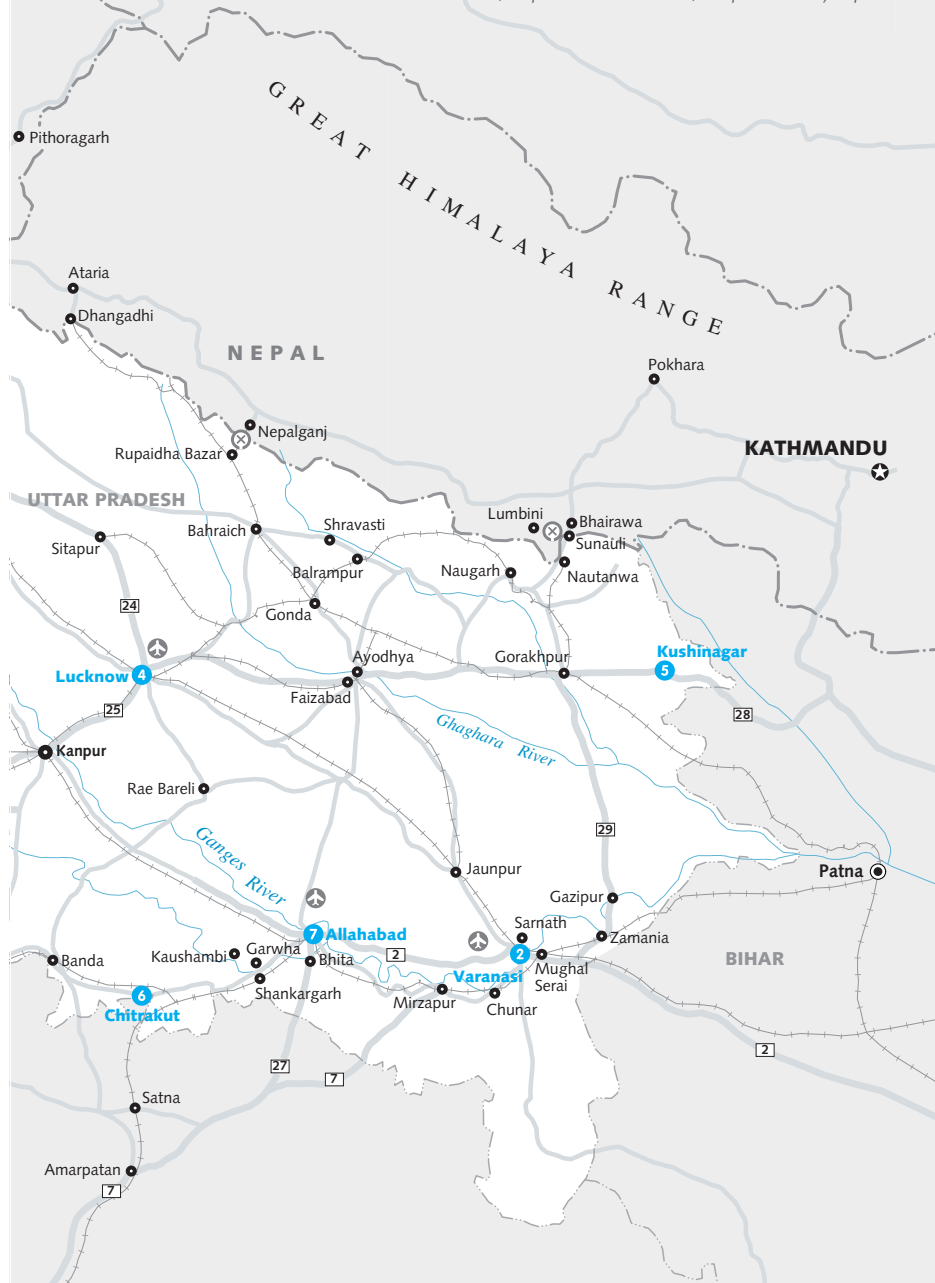 GREAT HIMALAYA RANGE
Pithoragarh
Ataria
Dhangadhi
NEPAL
Pokhara
Nepalganj
KATHMANDU
Rupaidha Bazar
UTTAR PRADESH
Lumbini
Bhairawa
Sunauli
Bahraich
Shravasti
Sitapur
Balrampur
Naugarh
Nautanwa
24
Gonda
Kushinagar
5
Ayodhya
Gorakhpur
Lucknow 4
Faizabad
25
28
Ghaghara River
Kanpur
Rae Bareli
29
Ganges River
Jaunpur
Patna
Gazipur
7 Allahabad
Sarnath
Zamania
Kaushambi
Garwha
Bhita
2
2
Varanasi
Mughal
Serai
BIHAR
Banda
Shankargarh
6
Chitrakut
Mirzapur
Chunar
2
27
7
Satna
Amarpatan
7